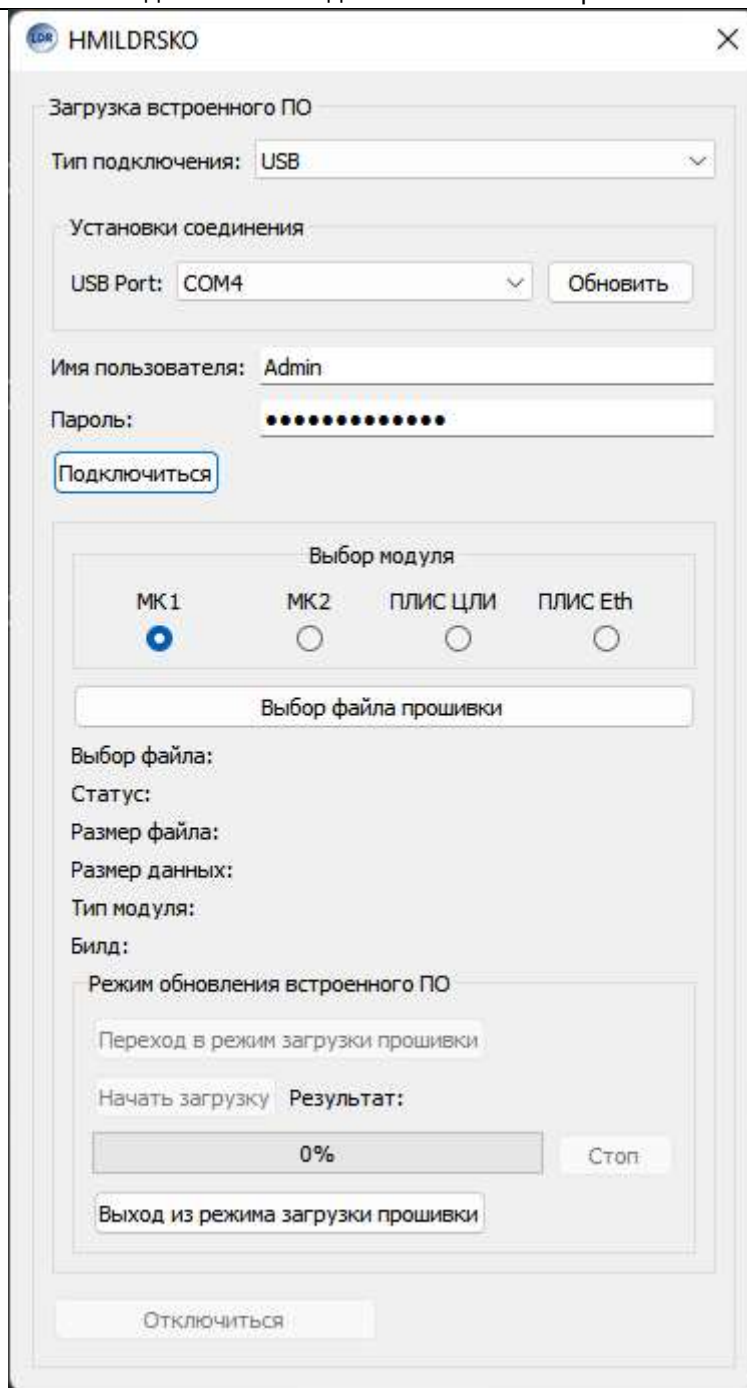 LDR HMILDRSKO
Загрузка встроенного ПО
Тип подключения: USB
Установки соединения
USB Port: COM4 Обновить
Имя пользователя: Admin
Пароль: •••••••••••••
Подключиться
Выбор модуля
МК1 МК2 ПЛИС ЦЛИ ПЛИС Eth
Выбор файла прошивки
Выбор файла:
Статус:
Размер файла:
Размер данных:
Тип модуля:
Билд:
Режим обновления встроенного ПО
Переход в режим загрузки прошивки
Начать загрузку Результат:
0% Стоп
Выход из режима загрузки прошивки
Отключиться